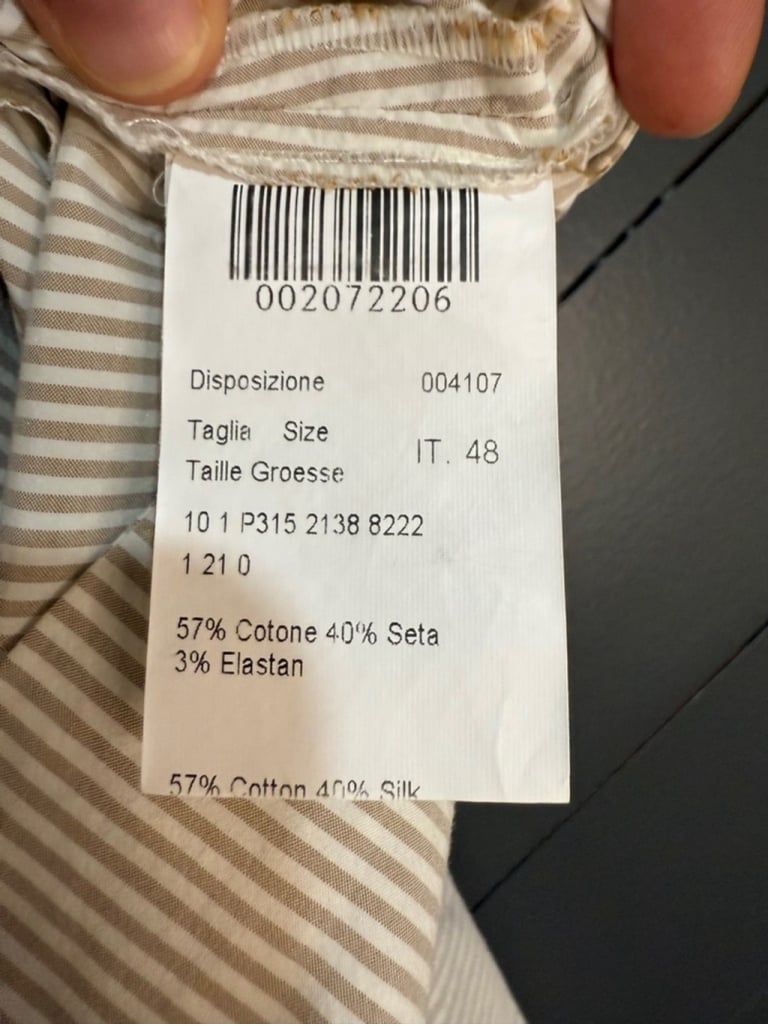 002072206
Disposizione 004107
Taglia Size
IT. 48
Taille Groesse
10 1 P315 2138 8222
1 21 0
57% Cotone 40% Seta
3% Elastan
57% Cotton 40% Silk